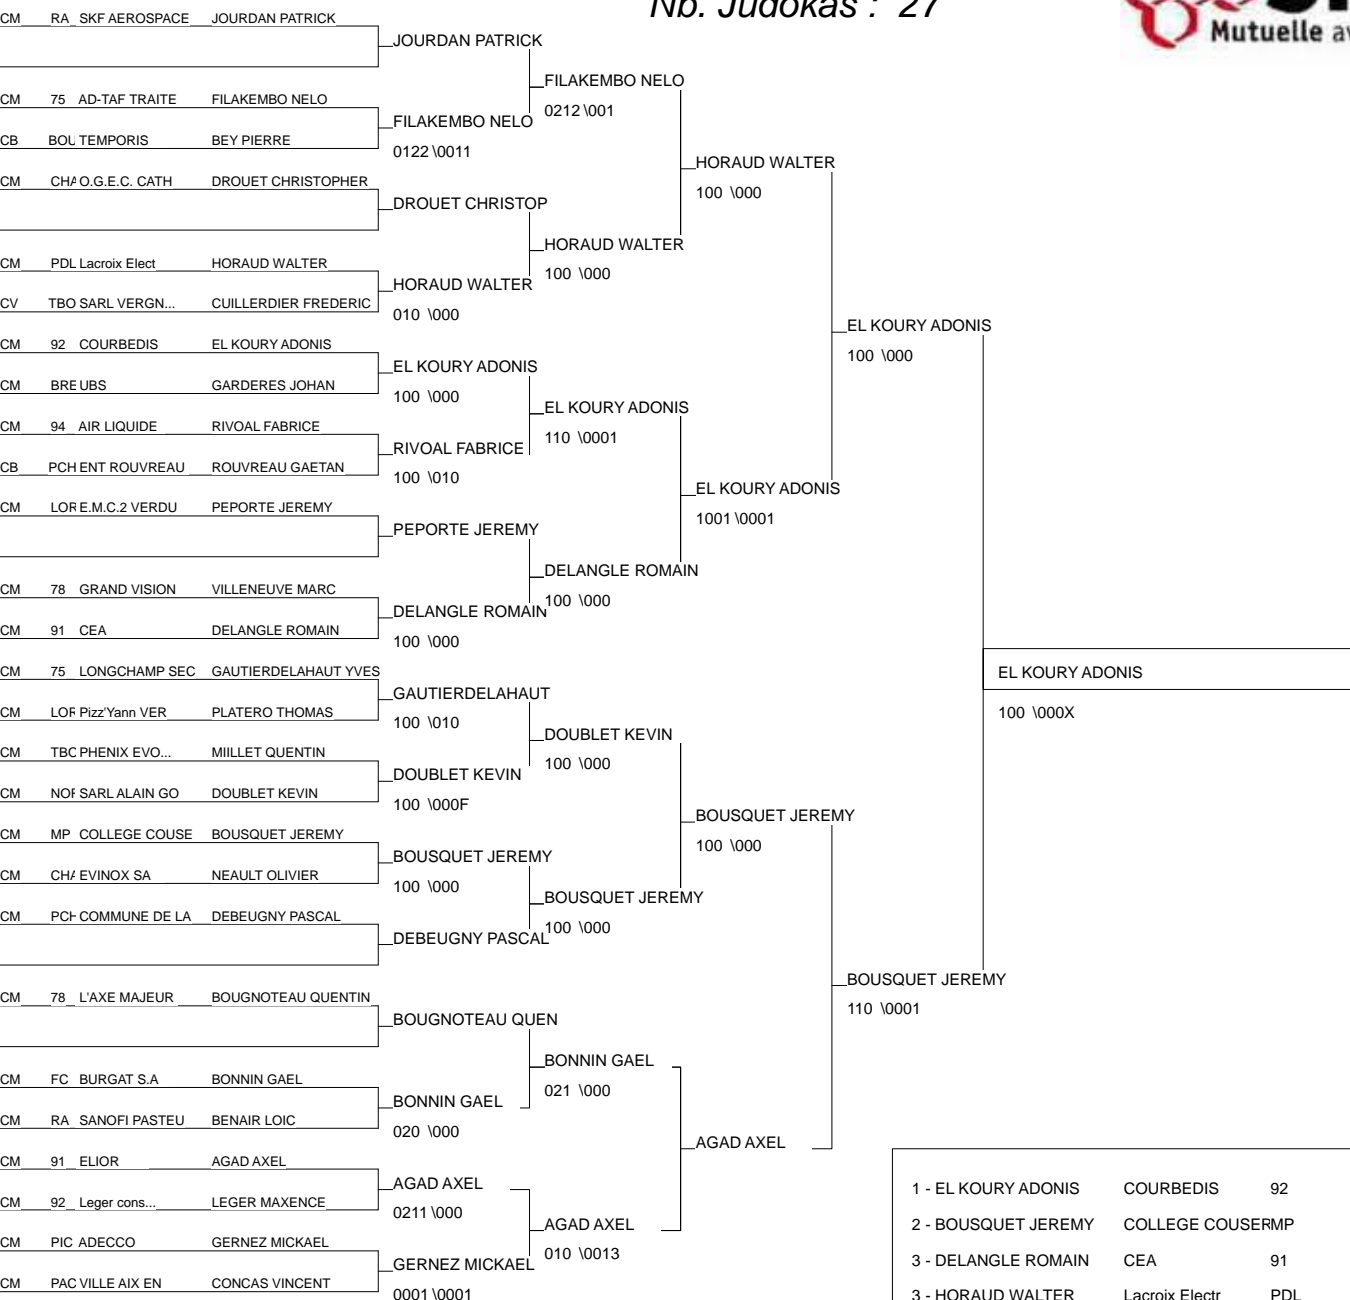 Nb. Judokas : 27
Mutuelle
CM RA SKF AEROSPACE JOURDAN PATRICK
JOURDAN PATRICK
FILAKEMBO NELO
CM 75 AD-TAF TRAITE FILAKEMBO NELO
0212 \001
FILAKEMBO NELO
CB BOU TEMPORIS BEY PIERRE
0122 \0011
HORAUD WALTER
CM CHA O.G.E.C. CATH DROUET CHRISTOPHER
100 \000
DROUET CHRISTOP
HORAUD WALTER
CM PDL Lacroix Elect HORAUD WALTER
100 \000
HORAUD WALTER
CV TBO SARL VERGN... CUILLERDIER FREDERIC
010 \000
EL KOURY ADONIS
CM 92 COURBEDIS EL KOURY ADONIS
100 \000
EL KOURY ADONIS
CM BRE UBS GARDERES JOHAN
100 \000
EL KOURY ADONIS
CM 94 AIR LIQUIDE RIVOAL FABRICE
110 \0001
RIVOAL FABRICE
CB PCH ENT ROUVREAU ROUVREAU GAETAN
100 \010
EL KOURY ADONIS
CM LOR E.M.C.2 VERDU PEPORTE JEREMY
1001 \0001
PEPORTE JEREMY
DELANGLE ROMAIN
CM 78 GRAND VISION VILLENEUVE MARC
100 \000
DELANGLE ROMAIN
CM 91 CEA DELANGLE ROMAIN
100 \000
CM 75 LONGCHAMP SEC GAUTIERDELAHAUT YVES
EL KOURY ADONIS
GAUTIERDELAHAUT
CM LOR Pizz'Yann VER PLATERO THOMAS
100 \000X
100 \010
DOUBLET KEVIN
CM TBO PHENIX EVO... MIILLET QUENTIN
100 \000
DOUBLET KEVIN
CM NOR SARL ALAIN GO DOUBLET KEVIN
100 \000F
BOUSQUET JEREMY
CM MP COLLEGE COUSE BOUSQUET JEREMY
100 \000
BOUSQUET JEREMY
CM CHA EVINOX SA NEAULT OLIVIER
100 \000
BOUSQUET JEREMY
CM PCH COMMUNE DE LA DEBEUGNY PASCAL
100 \000
DEBEUGNY PASCAL
BOUSQUET JEREMY
CM 78 L'AXE MAJEUR BOUGNOTEAU QUENTIN
110 \0001
BOUGNOTEAU QUEN
BONNIN GAEL
CM FC BURGAT S.A BONNIN GAEL
021 \000
BONNIN GAEL
CM RA SANOFI PASTEU BENAIR LOIC
020 \000
AGAD AXEL
CM 91 ELIOR AGAD AXEL
AGAD AXEL
CM 92 Leger cons... LEGER MAXENCE
0211 \000
AGAD AXEL
CM PIC ADECCO GERNEZ MICKAEL
010 \0013
GERNEZ MICKAEL
CM PAC VILLE AIX EN CONCAS VINCENT
0001 \0001
1 - EL KOURY ADONIS COURBEDIS 92
2 - BOUSQUET JEREMY COLLEGE COUSER MP
3 - DELANGLE ROMAIN CEA 91
3 - HORAUD WALTER Lacroix Electr PDL